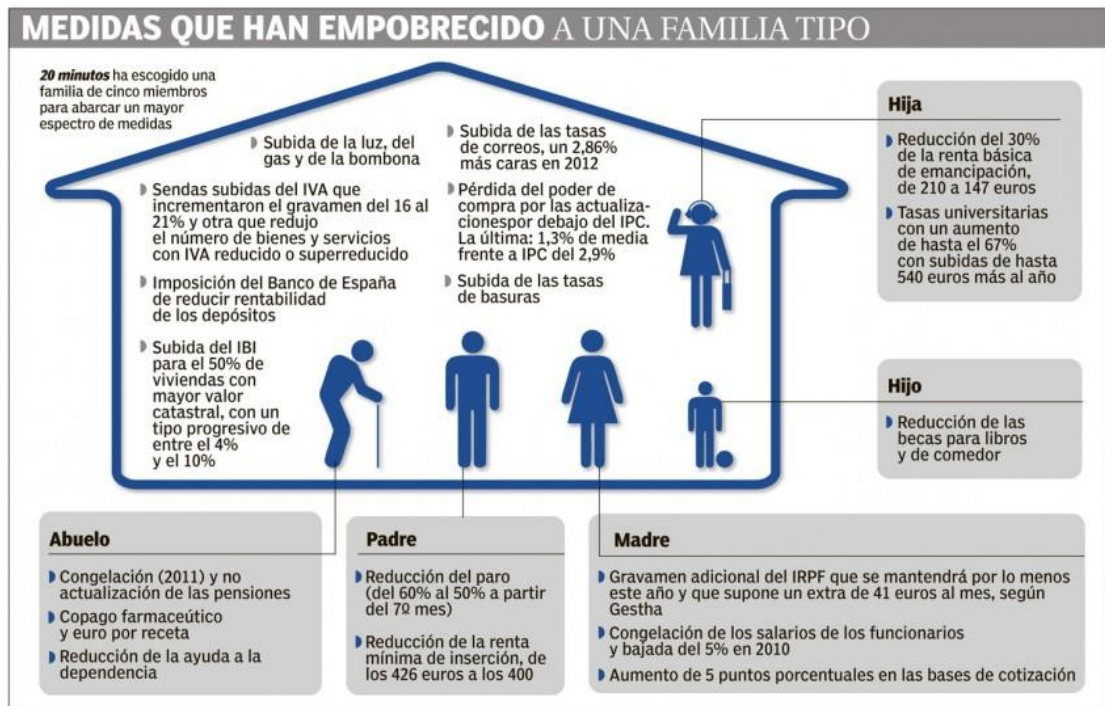 MEDIDAS QUE HAN EMPOBRECIDO A UNA FAMILIA TIPO
20 minutos ha escogido una
familia de cinco miembros
para abarcar un mayor
espectro de medidas
Subida de la luz, del
gas y de la bombona
Sendas subidas del IVA que
incrementaron el gravamen del 16 al
21% y otra que redujo
el número de bienes y servicios
con IVA reducido o superreducido
Imposición del Banco de España
de reducir rentabilidad
de los depósitos
Subida del IBI
para el 50% de
viviendas con
mayor valor
catastral, con un
tipo progresivo de
entre el 4%
y el 10%
Subida de las tasas
de correos, un 2,86%
más caras en 2012
Pérdida del poder de
compra por las actualiza-
cionespor debajo del IPC.
La última: 1,3% de media
frente a IPC del 2,9%
Subida de las tasas
de basuras
Hija
Reducción del 30%
de la renta básica
de emancipación,
de 210 a 147 euros
Tasas universitarias
con un aumento
de hasta el 67%
con subidas de hasta
540 euros más al año
Hijo
Reducción de las
becas para libros
y de comedor
Abuelo
Congelación (2011) y no
actualización de las pensiones
Copago farmaceútico
y euro por receta
Reducción de la ayuda a la
dependencia
Padre
Reducción del paro
(del 60% al 50% a partir
del 7º mes)
Reducción de la renta
mínima de inserción, de
los 426 euros a los 400
Madre
Gravamen adicional del IRPF que se mantendrá por lo menos
este año y que supone un extra de 41 euros al mes, según
Gestha
Congelación de los salarios de los funcionarios
y bajada del 5% en 2010
Aumento de 5 puntos porcentuales en las bases de cotización